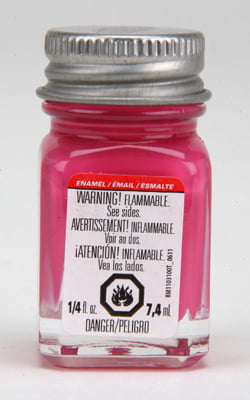 ENAMEL / ÉMAIL / ESMALTE
WARNING! FLAMMABLE.
See sides.
AVERTISSEMENT! INFLAMMABLE.
Voir au dos.
¡ATENCIÓN! INFLAMABLE.
Vea los lados.
1/4 fl. oz.
7,4 mL
DANGER/PELIGRO
RM1103100T_0611